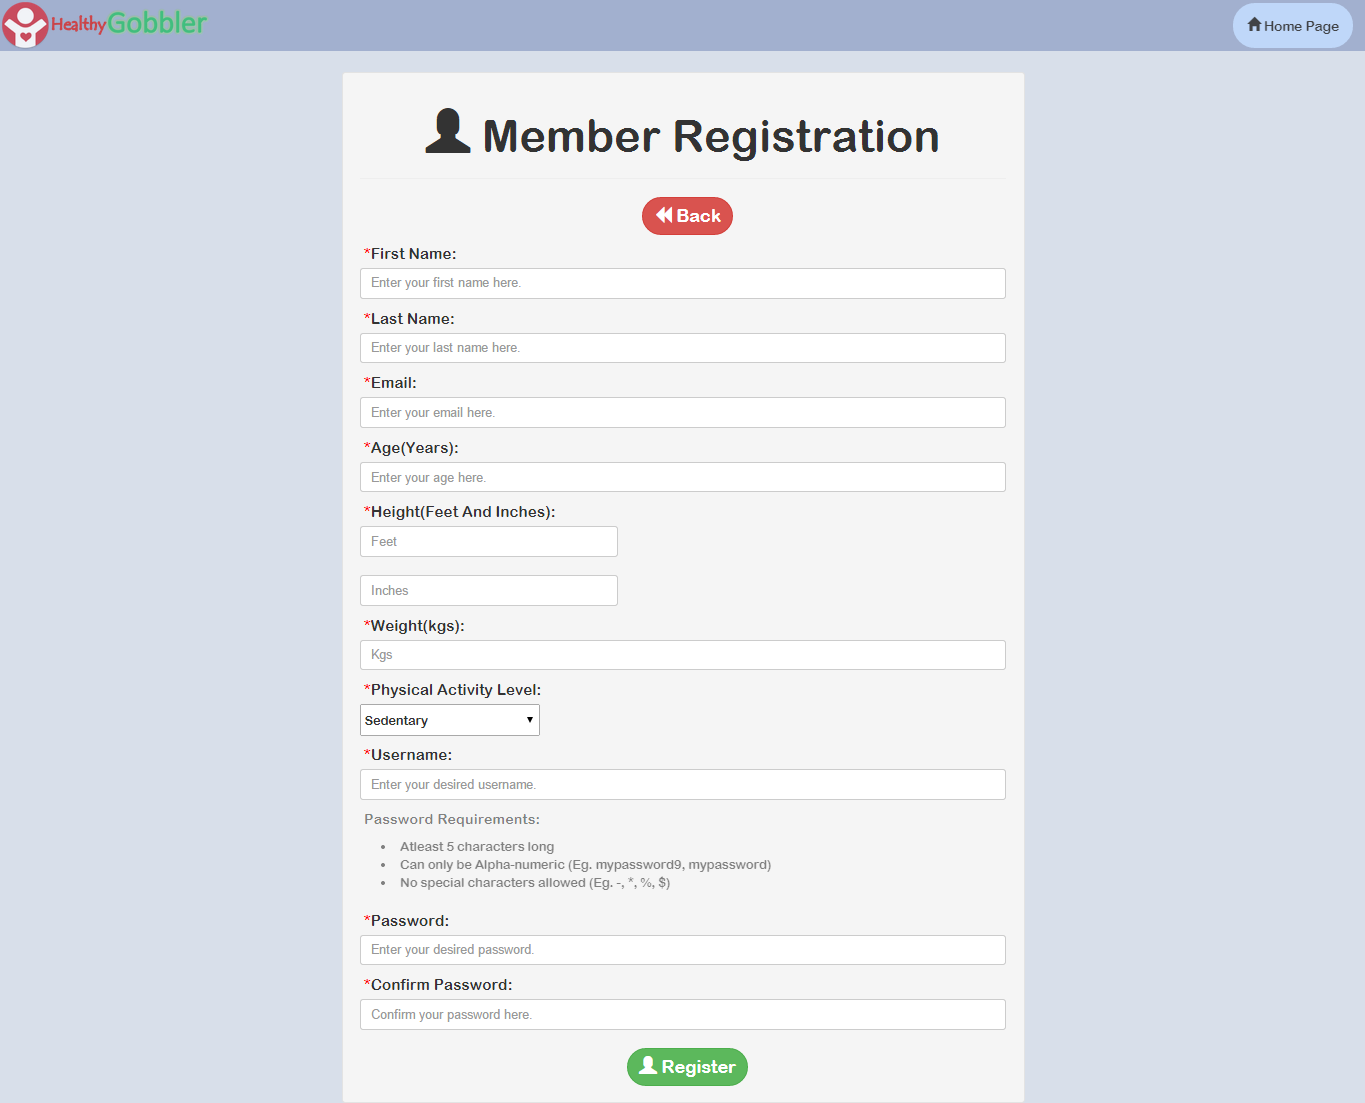 HealthyGobbler
Home Page
Member Registration
Back
*First Name:
Enter your first name here.
*Last Name:
Enter your last name here.
*Email:
Enter your email here.
*Age(Years):
Enter your age here.
*Height(Feet And Inches):
Feet
Inches
*Weight(kgs):
Kgs
*Physical Activity Level:
Sedentary
*Username:
Enter your desired username.
Password Requirements:
• Atleast 5 characters long
• Can only be Alpha-numeric (Eg. mypassword9, mypassword)
• No special characters allowed (Eg. -, *, %, $)
*Password:
Enter your desired password.
*Confirm Password:
Confirm your password here.
Register